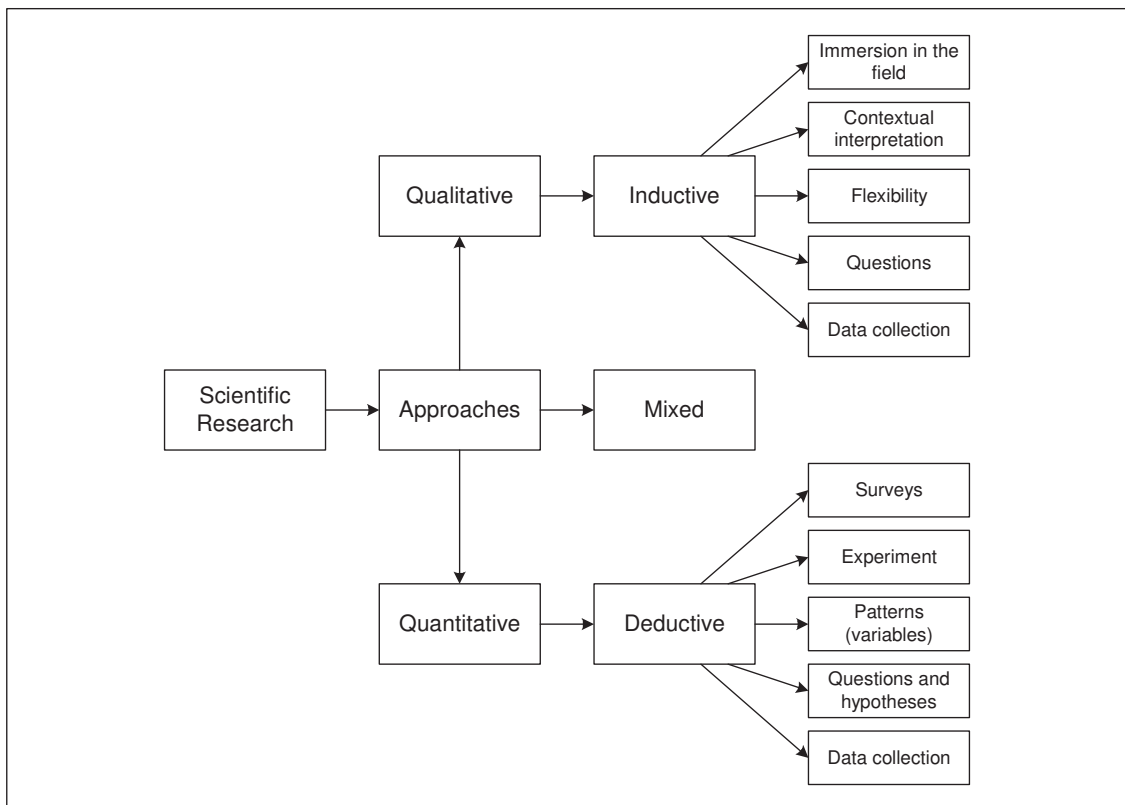 Immersion in the
field
Contextual
interpretation
Qualitative
Inductive
Flexibility
Questions
Data collection
Scientific
Research
Approaches
Mixed
Surveys
Experiment
Quantitative
Deductive
Patterns
(variables)
Questions and
hypotheses
Data collection